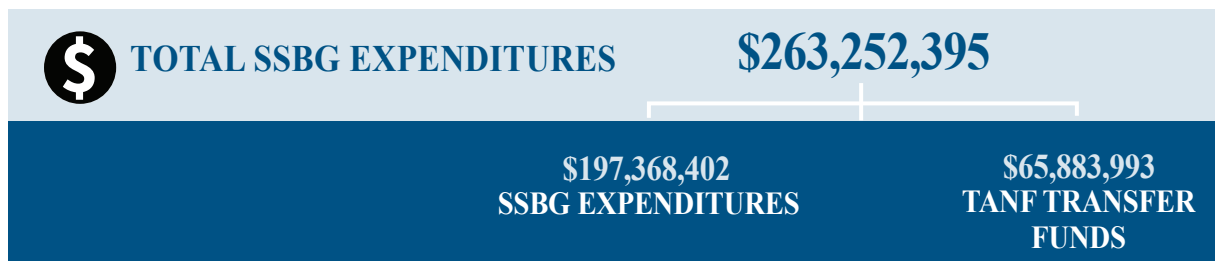 $
TOTAL SSBG EXPENDITURES
$263,252,395
$197,368,402
SSBG EXPENDITURES
$65,883,993
TANF TRANSFER
FUNDS